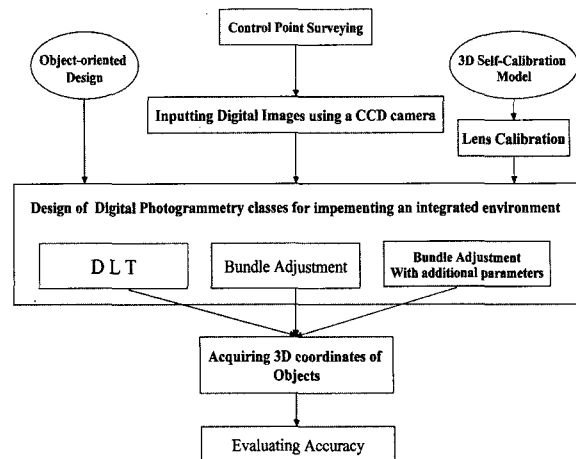 Control Point Surveying
Object-oriented
Design
3D Self-Calibration
Model
Inputting Digital Images using a CCD camera
Lens Calibration
Design of Digital Photogrammetry classes for impementing an integrated environment
D L T
Bundle Adjustment
Bundle Adjustment
With additional parameters
Acquiring 3D coordinates of
Objects
Evaluating Accuracy